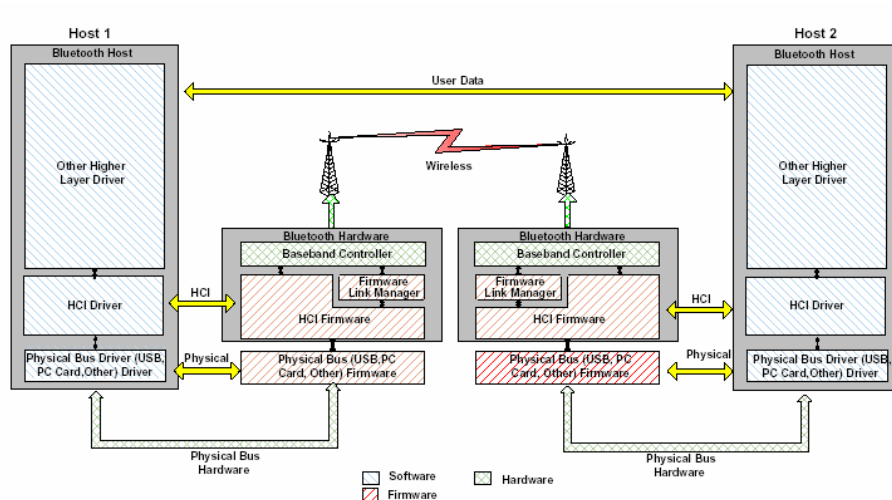 Host 1
Host 2
Bluetooth Host
Bluetooth Host
User Data
Other Higher
Layer Driver
Wireless
Other Higher
Layer Driver
Bluetooth Hardware
Baseband Controller
Bluetooth Hardware
Baseband Controller
HCI
Firmware
Link Manager
Firmware
Link Manager
HCI
HCI Driver
HCI Firmware
HCI Firmware
HCI Driver
Physical Bus Driver (USB,
PC Card,Other) Driver
Physical
Physical Bus (USB,PC
Card, Other) Firmware
Physical Bus (USB, PC
Card, Other) Firmware
Physical
Physical Bus Driver (USB,
PC Card,Other) Driver
Physical Bus
Hardware
Physical Bus
Hardware
Software
Hardware
Firmware